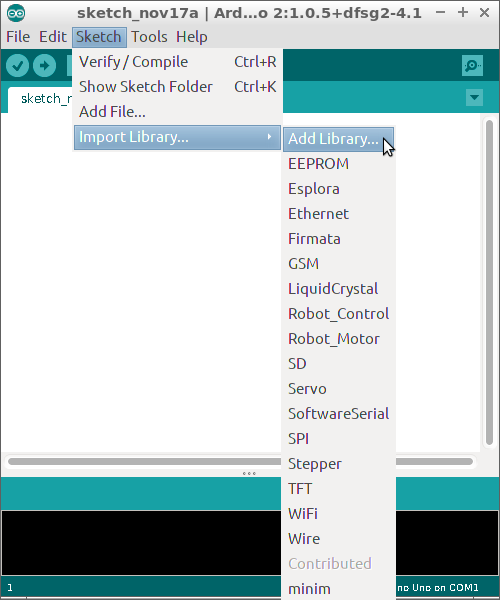 sketch_nov17a | Ard...o 2:1.0.5+dfsg2-4.1
File Edit Sketch Tools Help
Verify / Compile Ctrl+R
Show Sketch Folder Ctrl+K
Add File...
Import Library...
Add Library...
EEPROM
Esplora
Ethernet
Firmata
GSM
LiquidCrystal
Robot_Control
Robot_Motor
SD
Servo
SoftwareSerial
SPI
Stepper
TFT
WiFi
Wire
Contributed
minim
sketch_n
1
no Uno on COM1